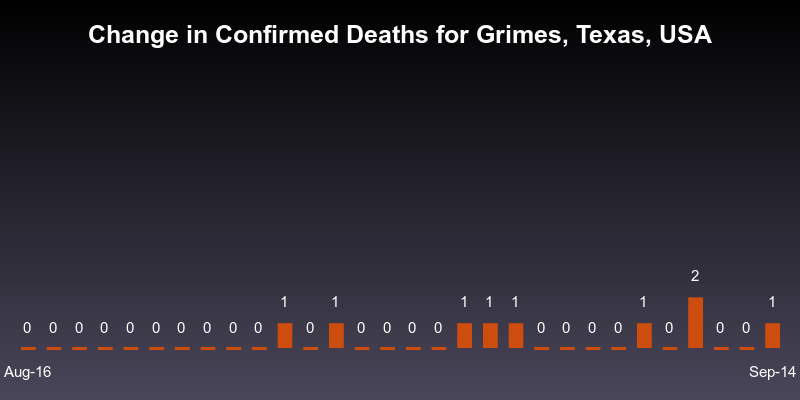 Change in Confirmed Deaths for Grimes, Texas, USA
2
1 1 1 1 1 1 1
0 0 0 0 0 0 0 0 0 0 0 0 0 0 0 0 0 0 0 0 0 0
Aug-16 Sep-14